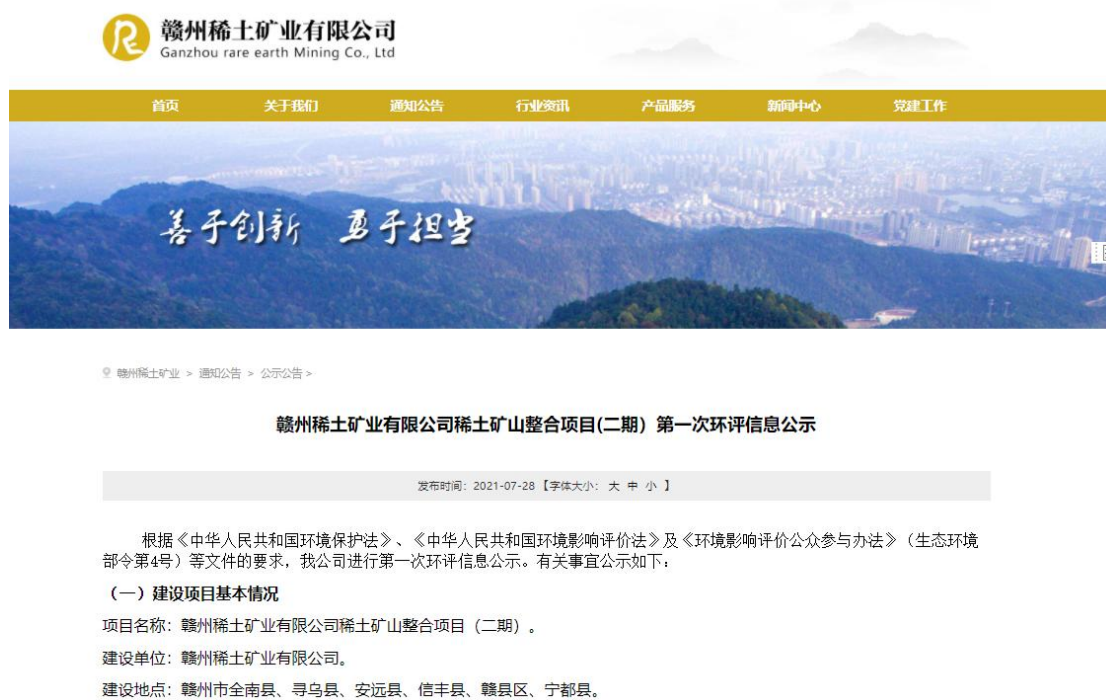 赣州稀土矿业有限公司
Ganzhou rare earth Mining Co., Ltd
首页 关于我们 通知公告 行业资讯 产品服务 新闻中心 党建工作
善于创新 勇于担当
赣州稀土矿业 > 通知公告 > 公示公告 >
赣州稀土矿业有限公司稀土矿山整合项目(二期) 第一次环评信息公示
发布时间: 2021-07-28 【字体大小: 大 中 小 】
根据《中华人民共和国环境保护法》、《中华人民共和国环境影响评价法》及《环境影响评价公众参与办法》（生态环境
部令第4号）等文件的要求，我公司进行第一次环评信息公示。有关事宜公示如下：
（一）建设项目基本情况
项目名称：赣州稀土矿业有限公司稀土矿山整合项目（二期）。
建设单位：赣州稀土矿业有限公司。
建设地点：赣州市全南县、寻乌县、安远县、信丰县、赣县区、宁都县。